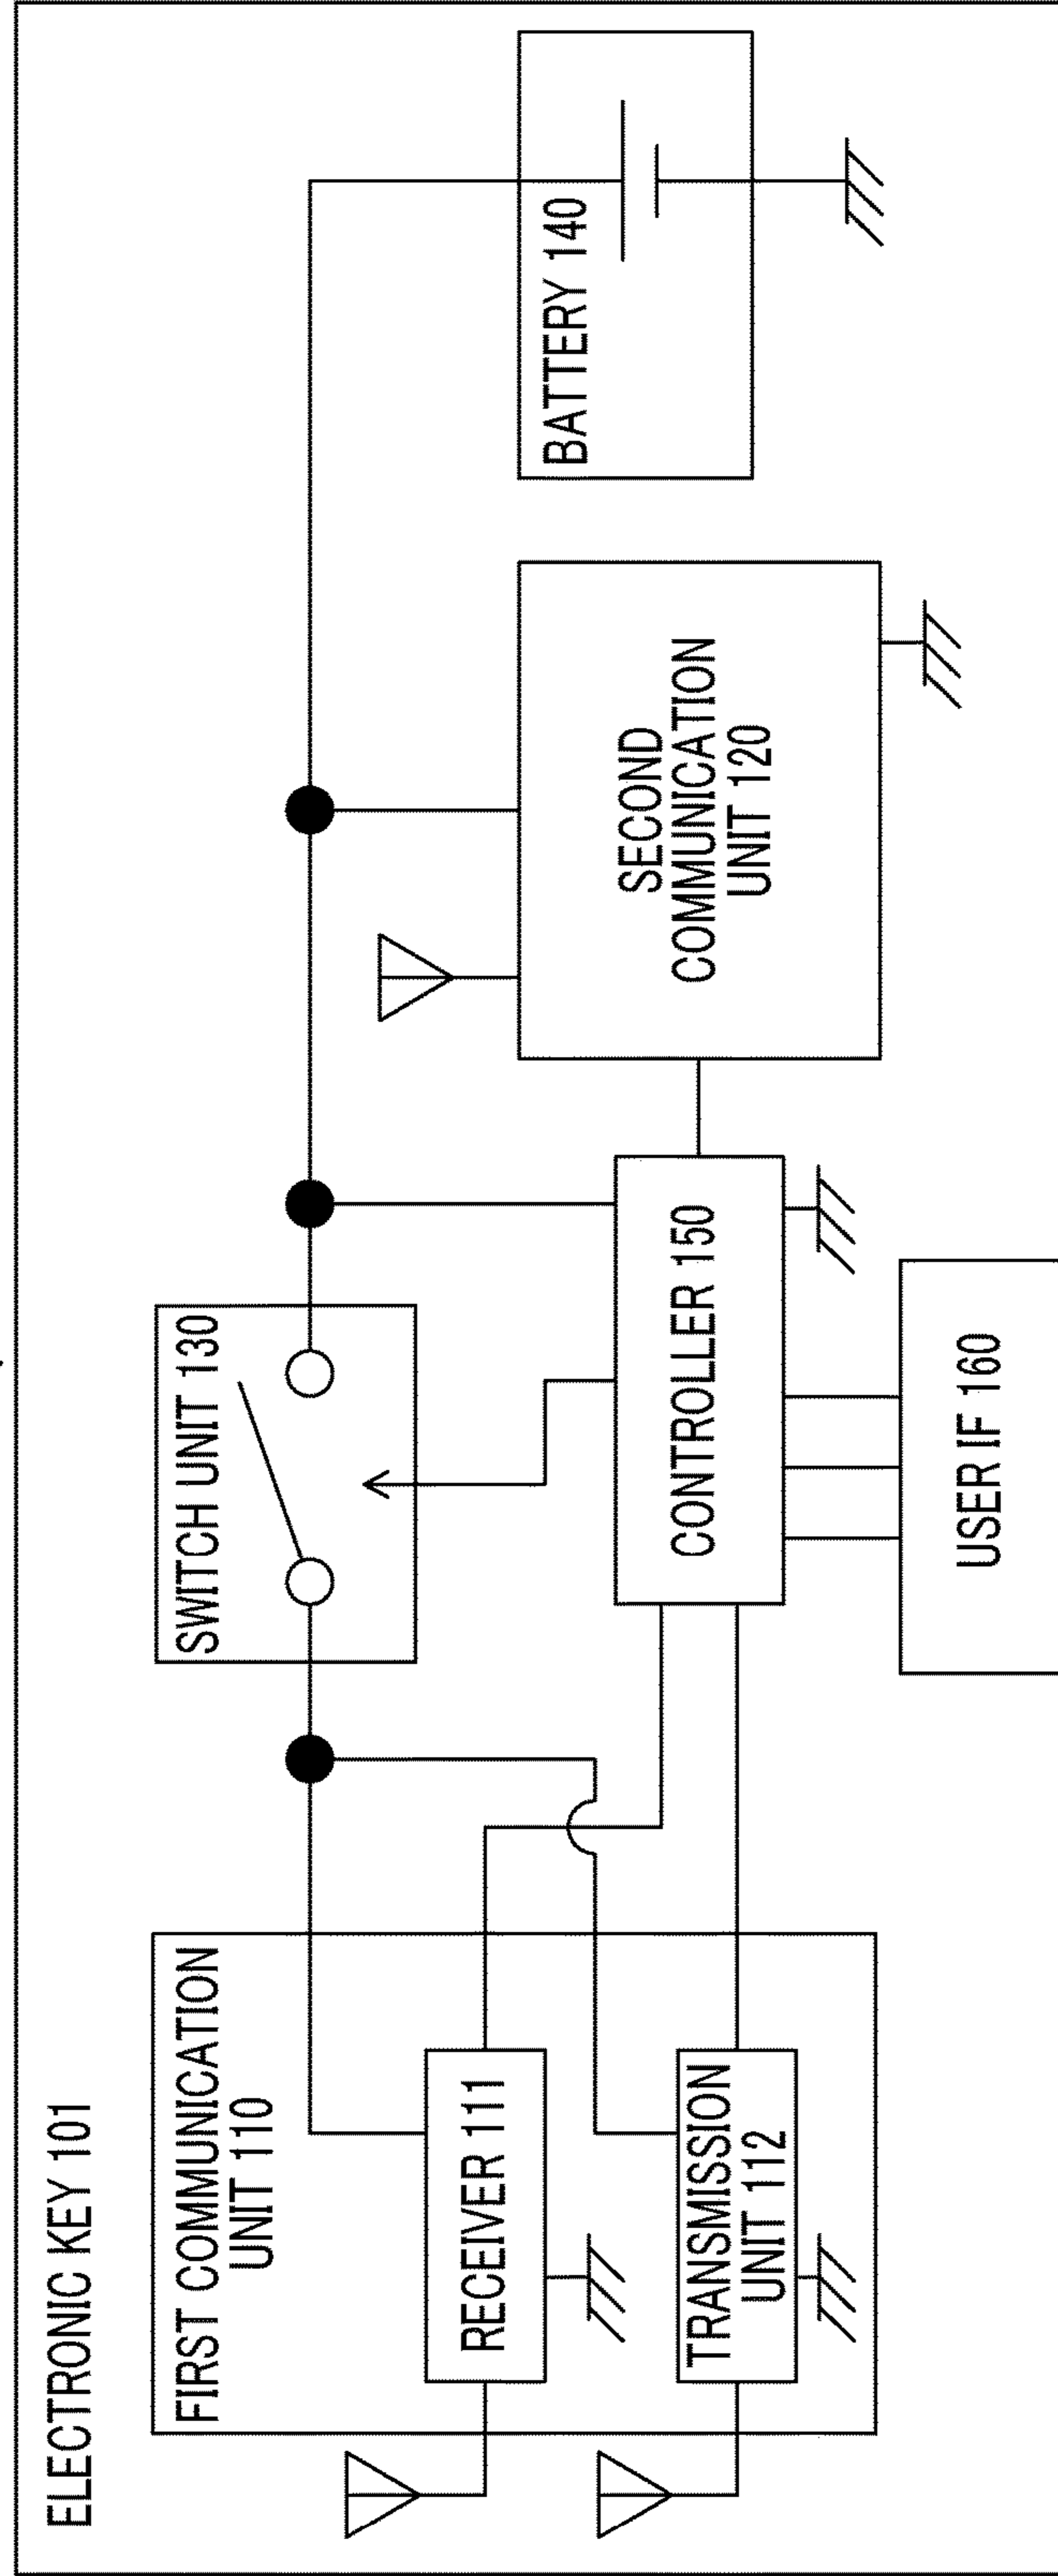 ELECTRONIC KEY 101
FIRST COMMUNICATION
UNIT 110
RECEIVER 111
TRANSMISSION
UNIT 112
SWITCH UNIT 130
CONTROLLER 150
USER IF 160
SECOND
COMMUNICATION
UNIT 120
BATTERY 140